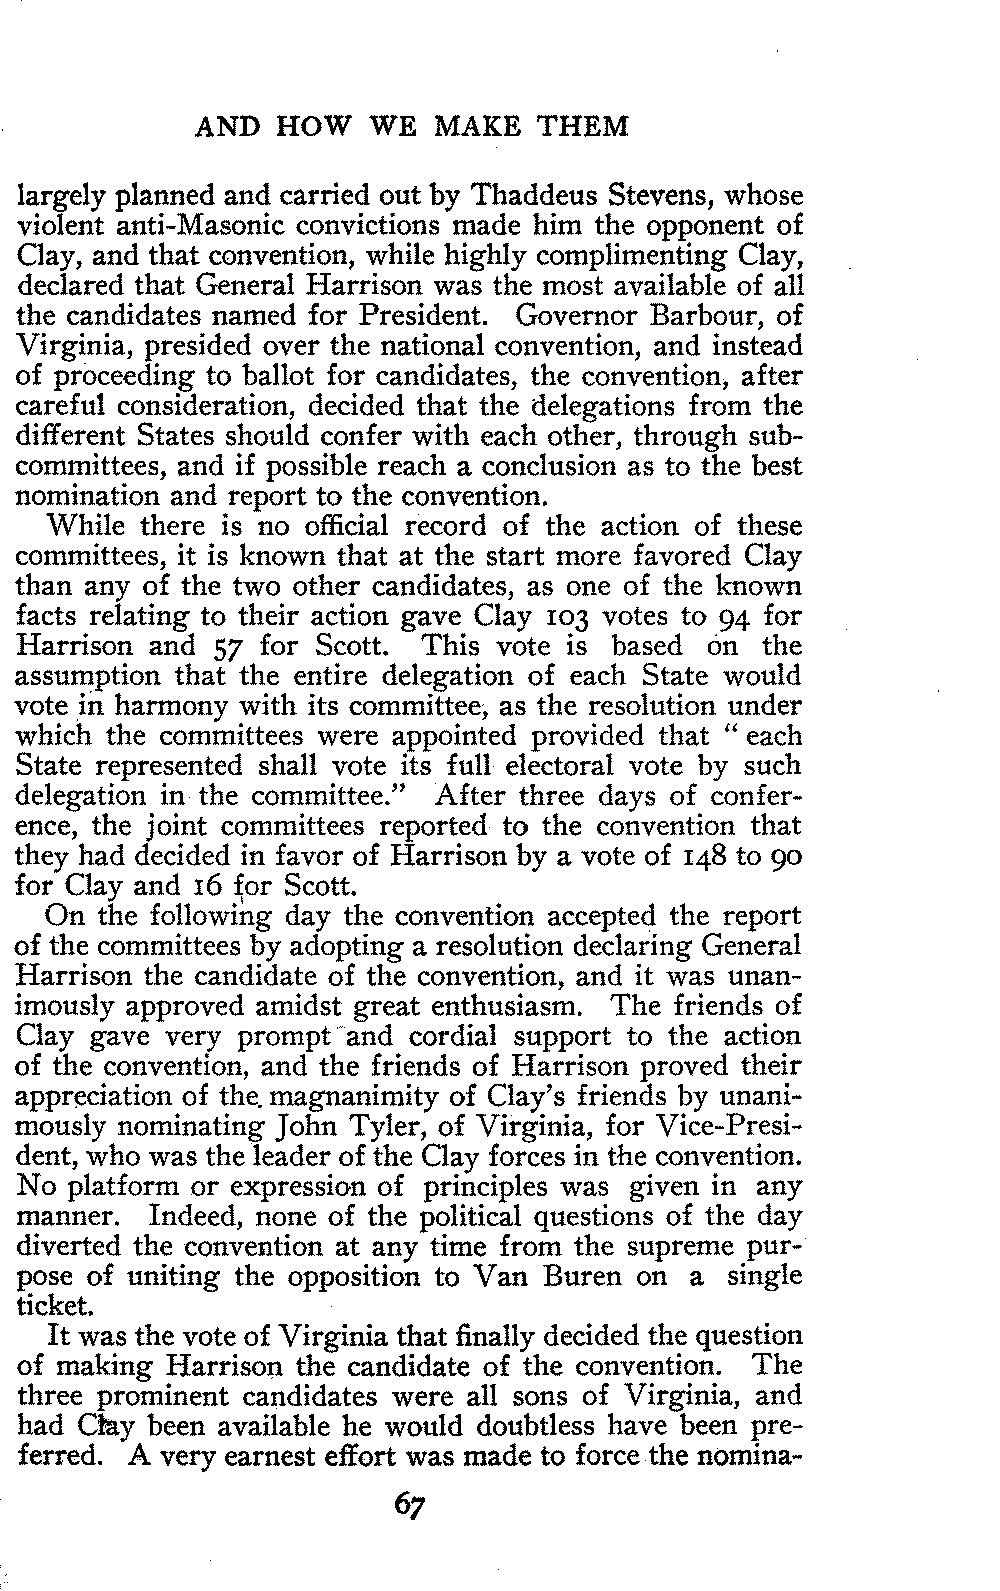 AND HOW WE MAKE THEM
largely planned and carried out by Thaddeus Stevens, whose
violent anti-Masonic convictions made him the opponent of
Clay, and that convention, while highly complimenting Clay,
declared that General Harrison was the most available of all
the candidates named for President. Governor Barbour, of
Virginia, presided over the national convention, and instead
of proceeding to ballot for candidates, the convention, after
careful consideration, decided that the delegations from the
different States should confer with each other, through sub-
committees, and if possible reach a conclusion as to the best
nomination and report to the convention.
While there is no official record of the action of these
committees, it is known that at the start more favored Clay
than any of the two other candidates, as one of the known
facts relating to their action gave Clay 103 votes to 94 for
Harrison and 57 for Scott. This vote is based on the
assumption that the entire delegation of each State would
vote in harmony with its committee, as the resolution under
which the committees were appointed provided that “ each
State represented shall vote its full electoral vote by such
delegation in the committee.” After three days of confer-
ence, the joint committees reported to the convention that
they had decided in favor of Harrison by a vote of 148 to 90
for Clay and 16 for Scott.
On the following day the convention accepted the report
of the committees by adopting a resolution declaring General
Harrison the candidate of the convention, and it was unan-
imously approved amidst great enthusiasm. The friends of
Clay gave very prompt and cordial support to the action
of the convention, and the friends of Harrison proved their
appreciation of the magnanimity of Clay’s friends by unani-
mously nominating John Tyler, of Virginia, for Vice-Presi-
dent, who was the leader of the Clay forces in the convention.
No platform or expression of principles was given in any
manner. Indeed, none of the political questions of the day
diverted the convention at any time from the supreme pur-
pose of uniting the opposition to Van Buren on a single
ticket.
It was the vote of Virginia that finally decided the question
of making Harrison the candidate of the convention. The
three prominent candidates were all sons of Virginia, and
had Clay been available he would doubtless have been pre-
ferred. A very earnest effort was made to force the nomina-
67